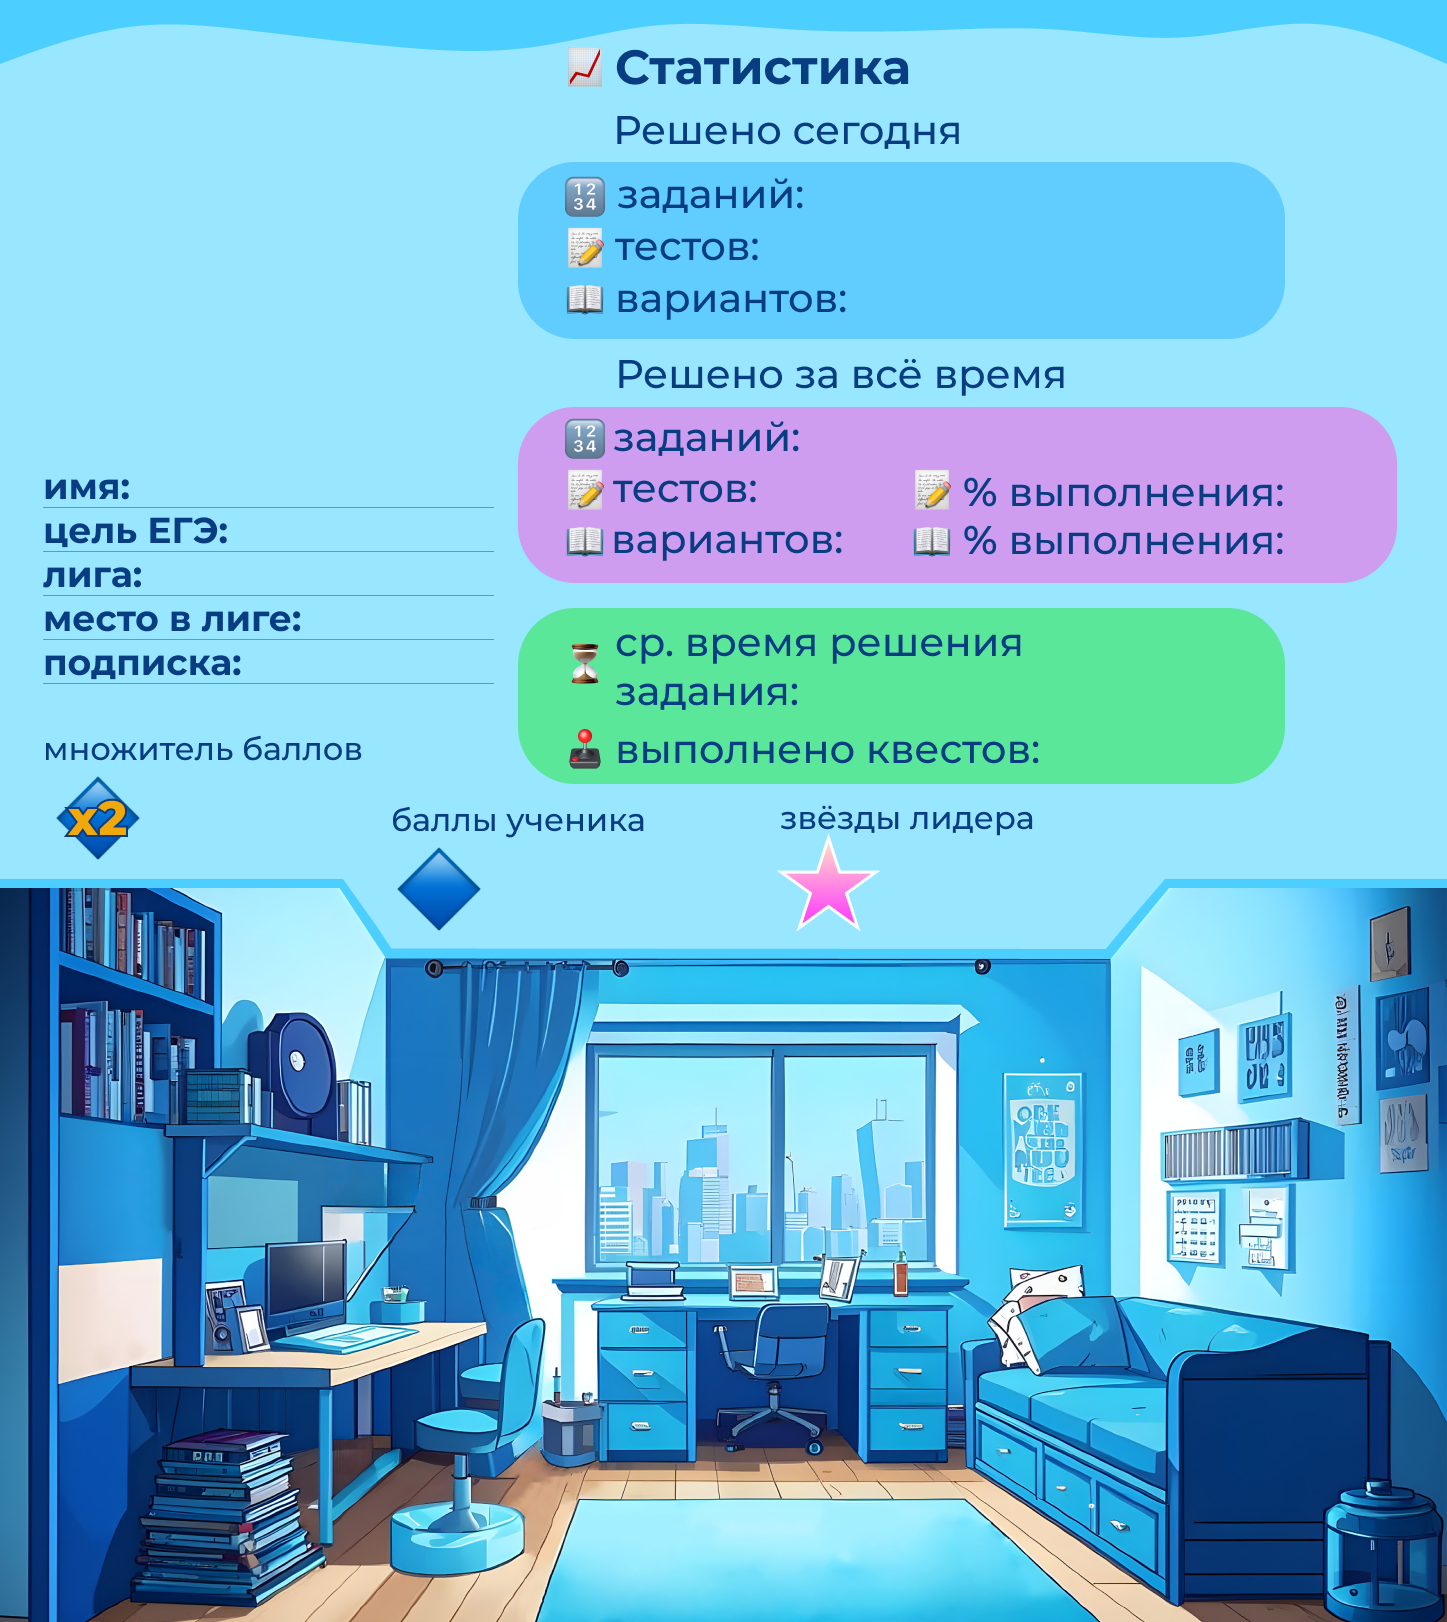 Статистика
Решено сегодня
заданий:
тестов:
вариантов:
Решено за всё время
заданий:
тестов:
% выполнения:
вариантов:
% выполнения:
ср. время решения
задания:
выполнено квестов:
имя:
цель ЕГЭ:
лига:
место в лиге:
подписка:
множитель баллов
x2
баллы ученика
звёзды лидера